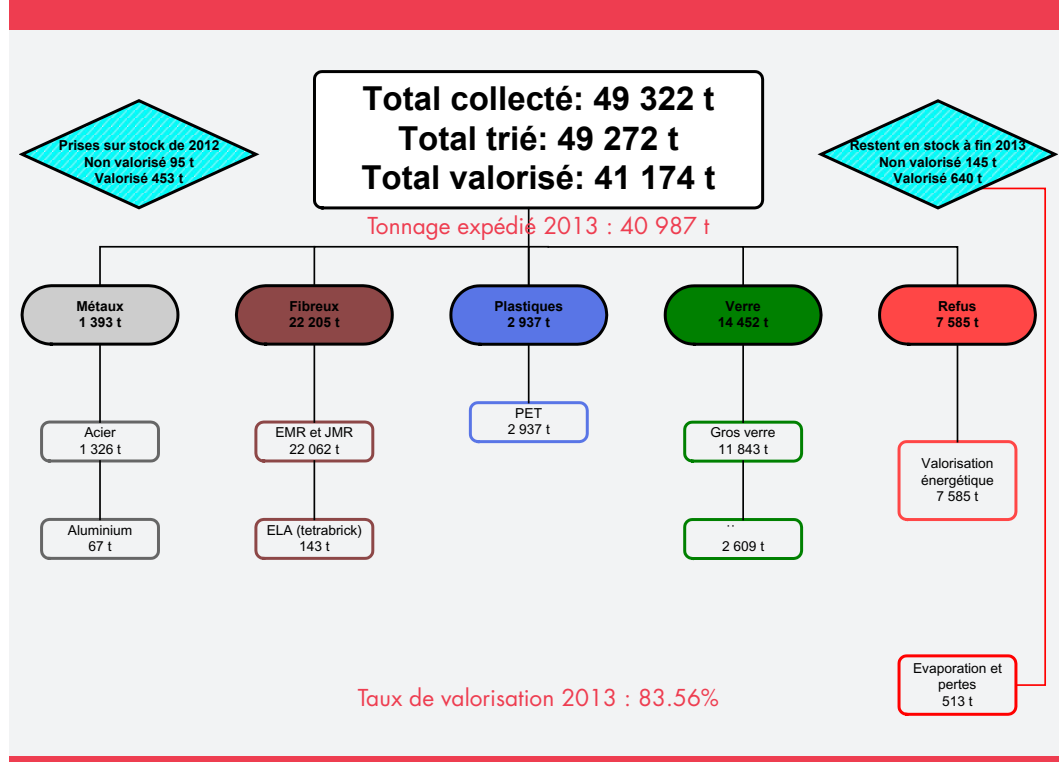 Total collecté: 49 322 t
Total trié: 49 272 t
Total valorisé: 41 174 t
Prises sur stock de 2012
Non valorisé 95 t
Valorisé 453 t
Restent en stock à fin 2013
Non valorisé 145 t
Valorisé 640 t
Tonnage expédié 2013 : 40 987 t
Métaux
1 393 t
Fibreux
22 205 t
Plastiques
2 937 t
Verre
14 452 t
Refus
7 585 t
Acier
1 326 t
EMR et JMR
22 062 t
PET
2 937 t
Gros verre
11 843 t
Valorisation
énergétique
7 585 t
Aluminium
67 t
ELA (tetrabrick)
143 t
2 609 t
Evaporation et
pertes
513 t
Taux de valorisation 2013 : 83.56%